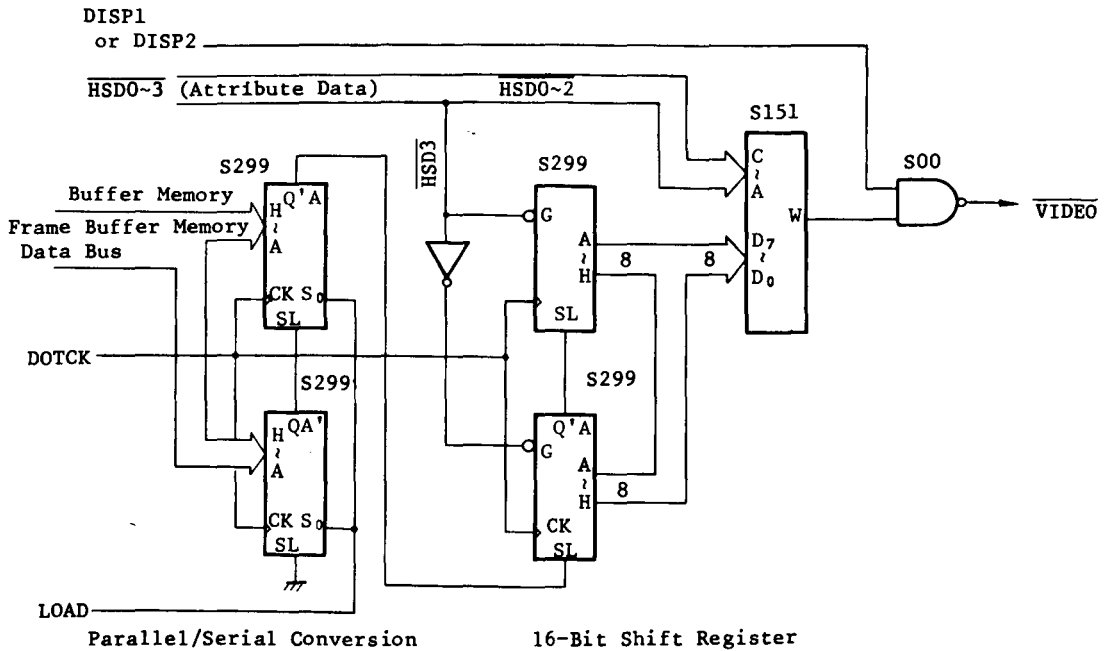 DISP1
or DISP2
HSD0~3 (Attribute Data)
HSD0~2
S151
HSD3
S299
S299
S00
C
~
A
Q'A
H
~
A
Buffer Memory
Frame Buffer Memory
Data Bus
G
W
VIDEO
A
~
H
8
8
D7
~
D0
CK S0
SL
SL
DOTCK
S299
S299
QA'
H
~
A
Q'A
G
A
~
H
8
CK S0
SL
CK
SL
LOAD
Parallel/Serial Conversion
16-Bit Shift Register